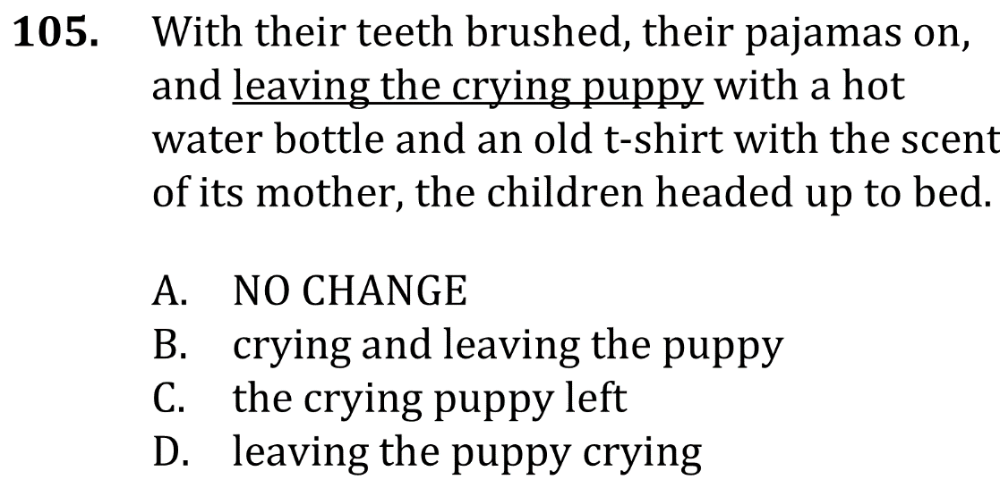 105. With their teeth brushed, their pajamas on,
and leaving the crying puppy with a hot
water bottle and an old t-shirt with the scent
of its mother, the children headed up to bed.
A. NO CHANGE
B. crying and leaving the puppy
C. the crying puppy left
D. leaving the puppy crying